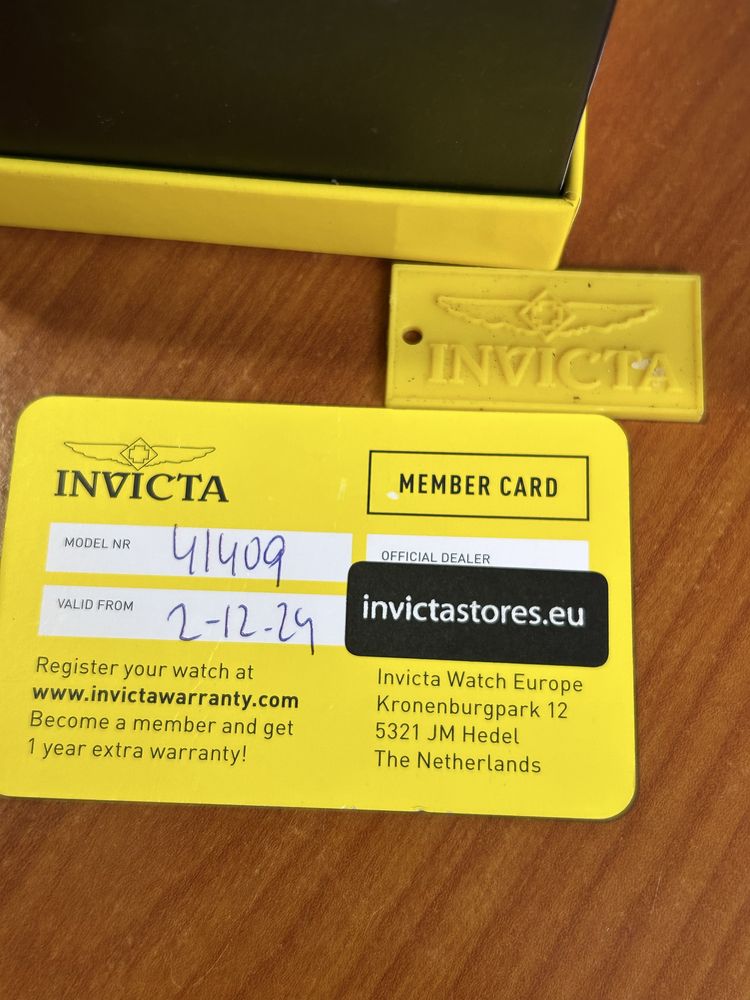 INVICTA
INVICTA
MEMBER CARD
MODEL NR 41409
OFFICIAL DEALER
invictastores.eu
VALID FROM 2-12-24
Register your watch at
www.invictawarranty.com
Become a member and get
1 year extra warranty!
Invicta Watch Europe
Kronenburgpark 12
5321 JM Hedel
The Netherlands